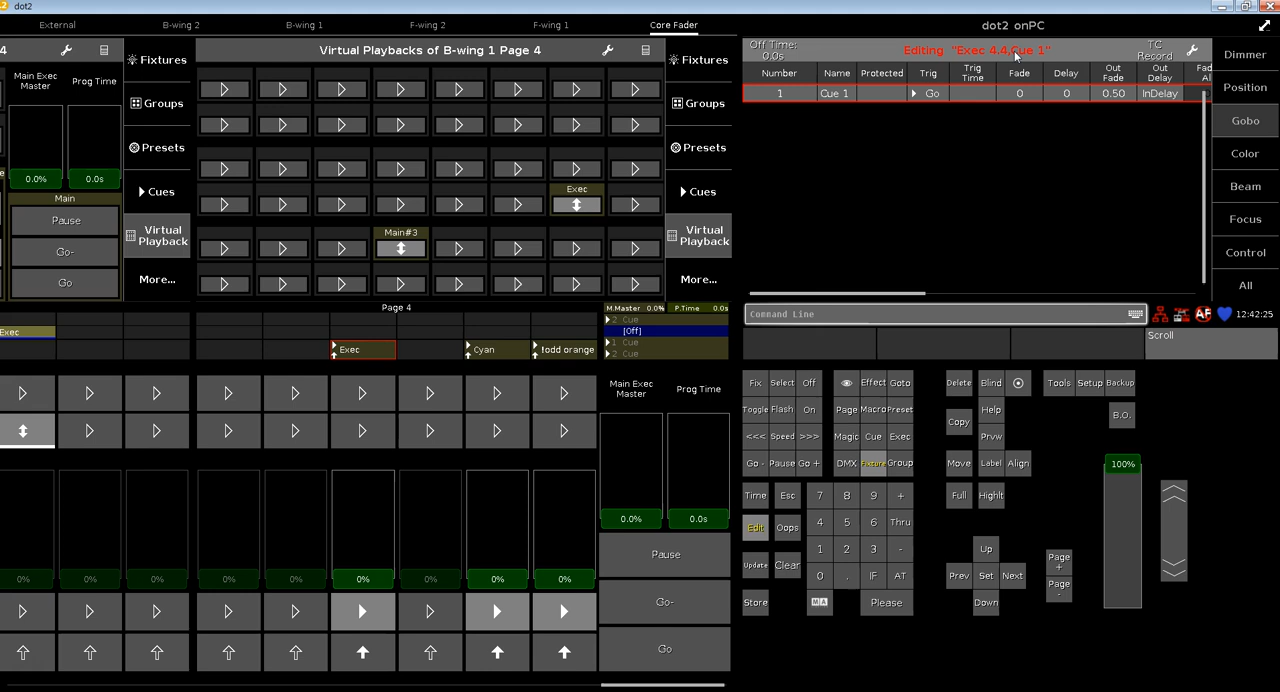 dot2
External
B-wing 2
B-wing 1
F-wing 2
F-wing 1
Core Fader
dot2 onPC
4
Virtual Playbacks of B-wing 1 Page 4
Main Exec Master
Prog Time
0.0%
0.0s
Main
Pause
Go-
Go
Fixtures
Groups
Presets
Cues
Virtual Playback
More...
Exec
Main#3
Fixtures
Groups
Presets
Cues
Virtual Playback
More...
Off Time: 0.0s
Editing "Exec 4.4,Cue 1"
TC Record
Number
Name
Protected
Trig
Trig Time
Fade
Delay
Out Fade
Out Delay
1
Cue 1
Go
0
0
0.50
InDelay
Dimmer
Position
Gobo
Color
Beam
Focus
Control
All
Command Line
AF
12:42:25
Scroll
Page 4
M.Master 0.0%
P.Time 0.0s
2 Cue
[Off]
1 Cue
2 Cue
Exec
Exec
Cyan
!odd orange
Main Exec Master
Prog Time
0%
0%
0%
0%
0%
0%
0%
0%
0%
0.0%
0.0s
Pause
Go-
Go
Fix
Select
Off
Effect
Goto
Delete
Blind
Tools
Setup
Backup
Toggle
Flash
On
Page
Macro
Preset
Copy
Help
B.O.
<<<
Speed
>>>
Magic
Cue
Exec
Prvw
Go -
Pause
Go +
DMX
Fixture
Group
Move
Label
Align
100%
Time
Esc
7
8
9
+
Full
Highlt
Edit
Oops
4
5
6
Thru
Update
Clear
1
2
3
-
Up
Page +
0
.
IF
AT
Prev
Set
Next
Page -
Store
MA
Please
Down